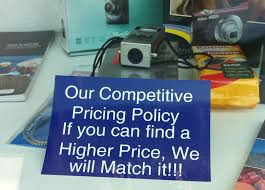 Our Competitive
Pricing Policy
If you can find a
Higher Price, We
will Match it!!!